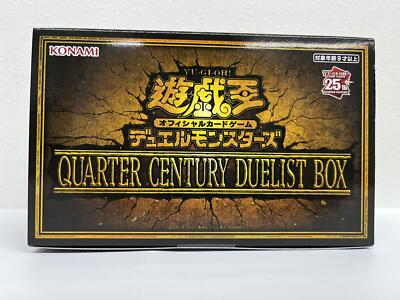 KONAMI
YU-GI-OH!
遊戯王
オフィシャルカードゲーム
デュエルモンスターズ
対象年齢9才以上
25th
QUARTER CENTURY DUELIST BOX